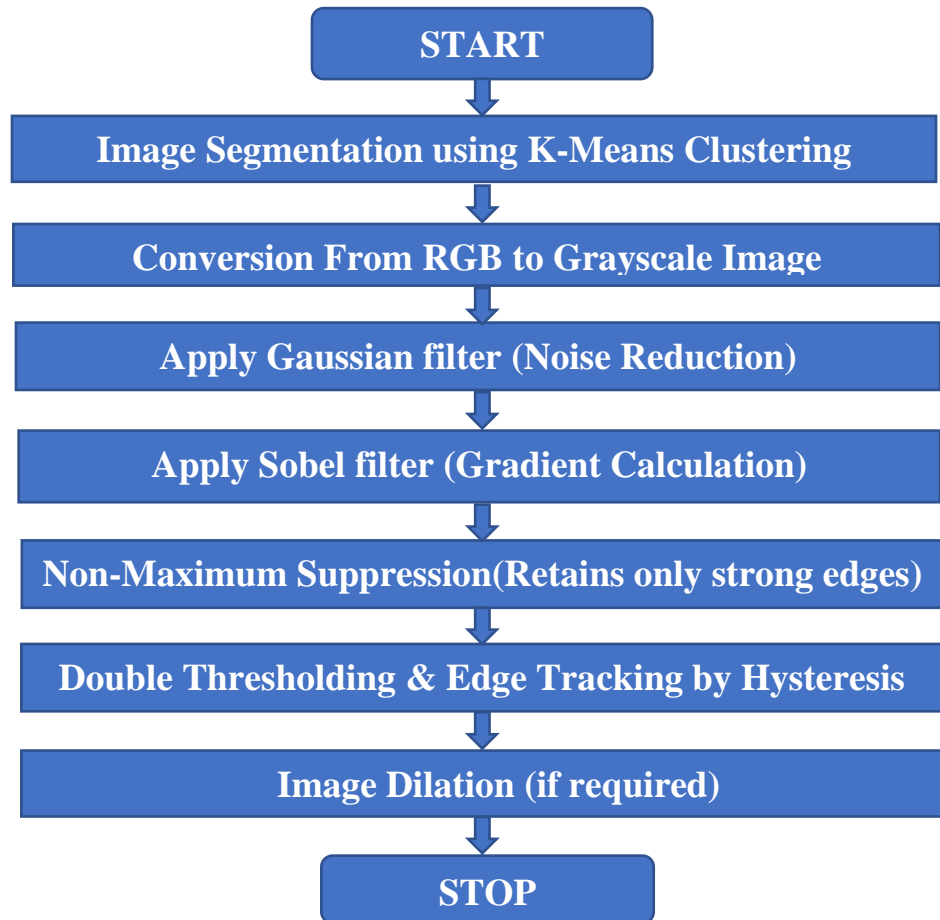 START
Image Segmentation using K-Means Clustering
Conversion From RGB to Grayscale Image
Apply Gaussian filter (Noise Reduction)
Apply Sobel filter (Gradient Calculation)
Non-Maximum Suppression(Retains only strong edges)
Double Thresholding & Edge Tracking by Hysteresis
Image Dilation (if required)
STOP